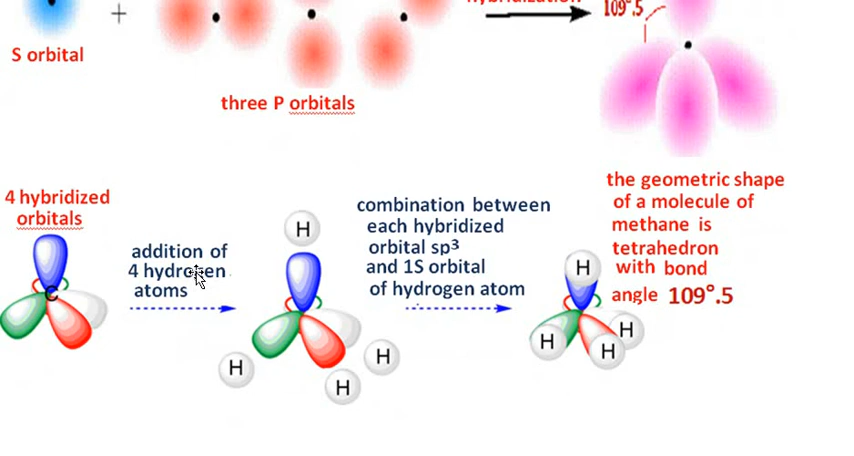 hybridization
109°.5
+
S orbital
three P orbitals
4 hybridized
orbitals
C
addition of
4 hydrogen
atoms
H
H
H
H
combination between
each hybridized
orbital sp³
and 1S orbital
of hydrogen atom
H
H
H
H
the geometric shape
of a molecule of
methane is
tetrahedron
with bond
angle 109°.5